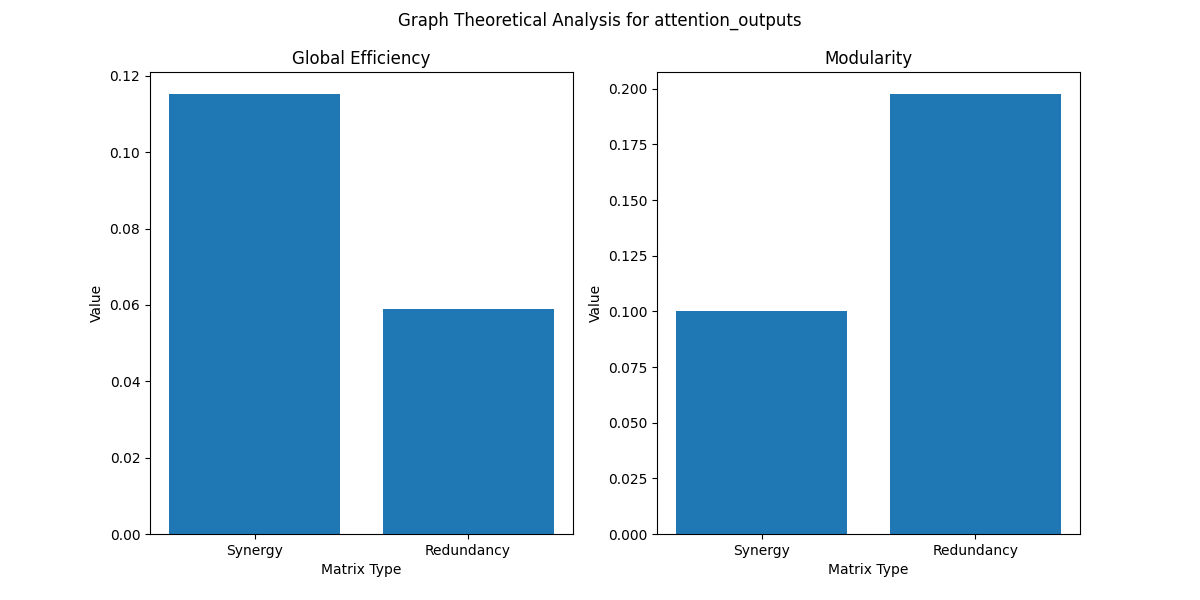 Graph Theoretical Analysis for attention_outputs
Global Efficiency
0.12
0.10
0.08
0.06
0.04
0.02
0.00
Value
Synergy Redundancy
Matrix Type
Modularity
0.200
0.175
0.150
0.125
0.100
0.075
0.050
0.025
0.000
Value
Synergy Redundancy
Matrix Type